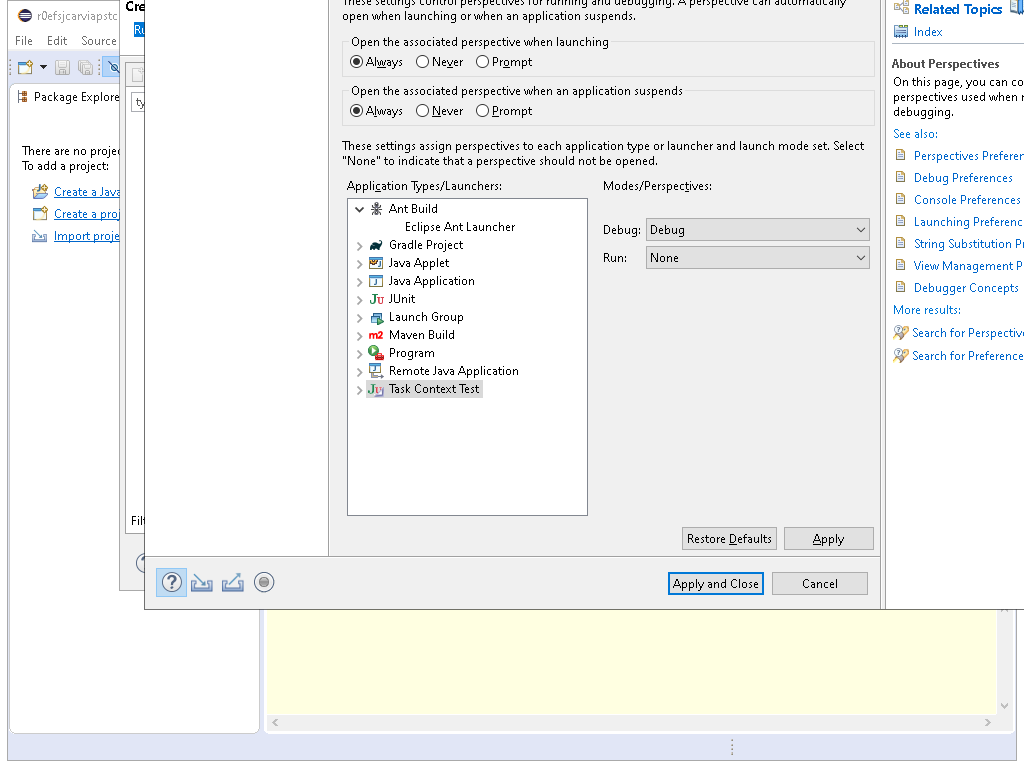 r0efsjcarviapstc
File Edit Source
Package Explore
There are no projec
To add a project:
Create a Java
Create a proj
Import proje
Cre
Ru
ty
Filt
These settings control perspectives for running and debugging. A perspective can automatically
open when launching or when an application suspends.
Open the associated perspective when launching
Always Never Prompt
Open the associated perspective when an application suspends
Always Never Prompt
These settings assign perspectives to each application type or launcher and launch mode set. Select
"None" to indicate that a perspective should not be opened.
Application Types/Launchers:
Ant Build
Eclipse Ant Launcher
Gradle Project
Java Applet
Java Application
JUnit
Launch Group
m2 Maven Build
Program
Remote Java Application
Task Context Test
Modes/Perspectives:
Debug: Debug
Run: None
Restore Defaults Apply
Apply and Close Cancel
Related Topics
Index
About Perspectives
On this page, you can co
perspectives used when r
debugging.
See also:
Perspectives Preferen
Debug Preferences
Console Preferences
Launching Preferenc
String Substitution Pr
View Management P
Debugger Concepts
More results:
Search for Perspective
Search for Preference